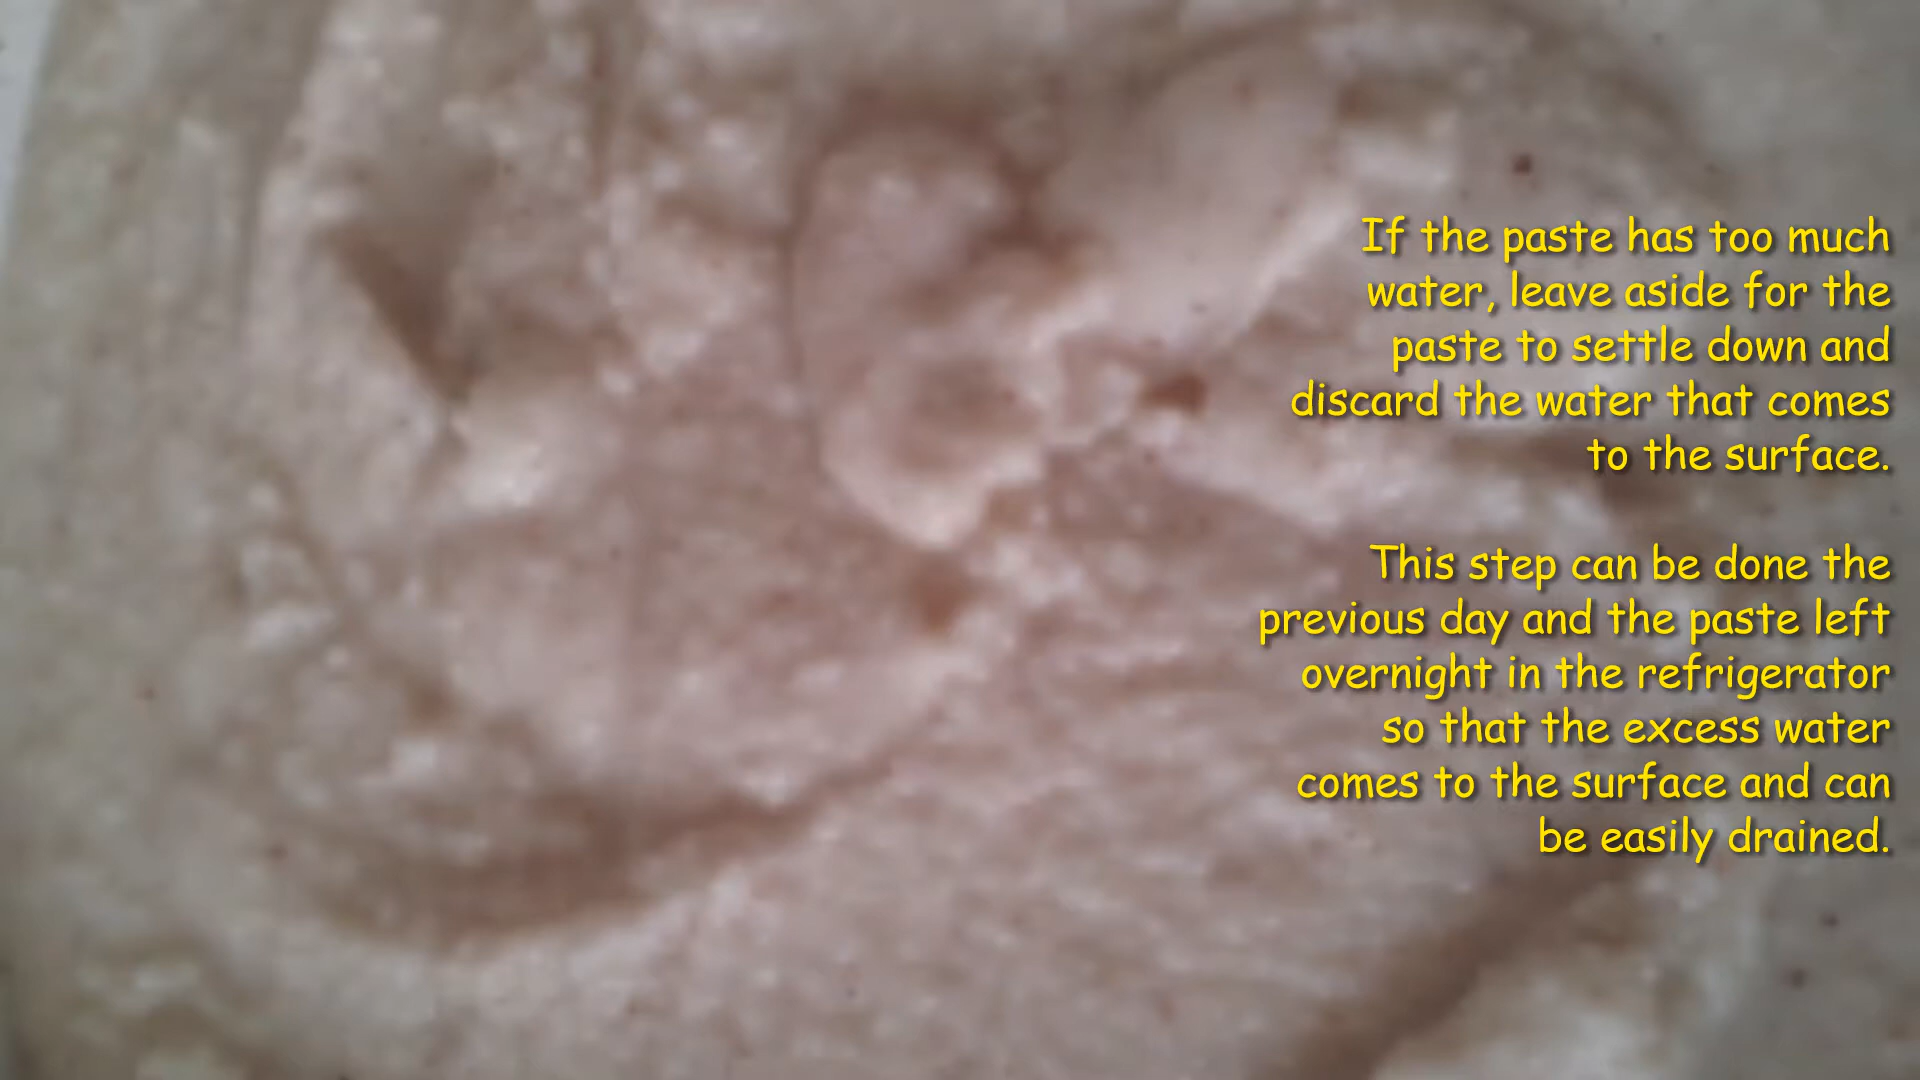 If the paste has too much
water, leave aside for the
paste to settle down and
discard the water that comes
to the surface.
This step can be done the
previous day and the paste left
overnight in the refrigerator
so that the excess water
comes to the surface and can
be easily drained.